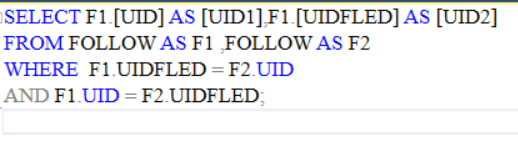 SELECT F1.[UID] AS [UID1],F1.[UIDFLED] AS [UID2]
FROM FOLLOW AS F1 ,FOLLOW AS F2
WHERE F1.UIDFLED = F2.UID
AND F1.UID = F2.UIDFLED;